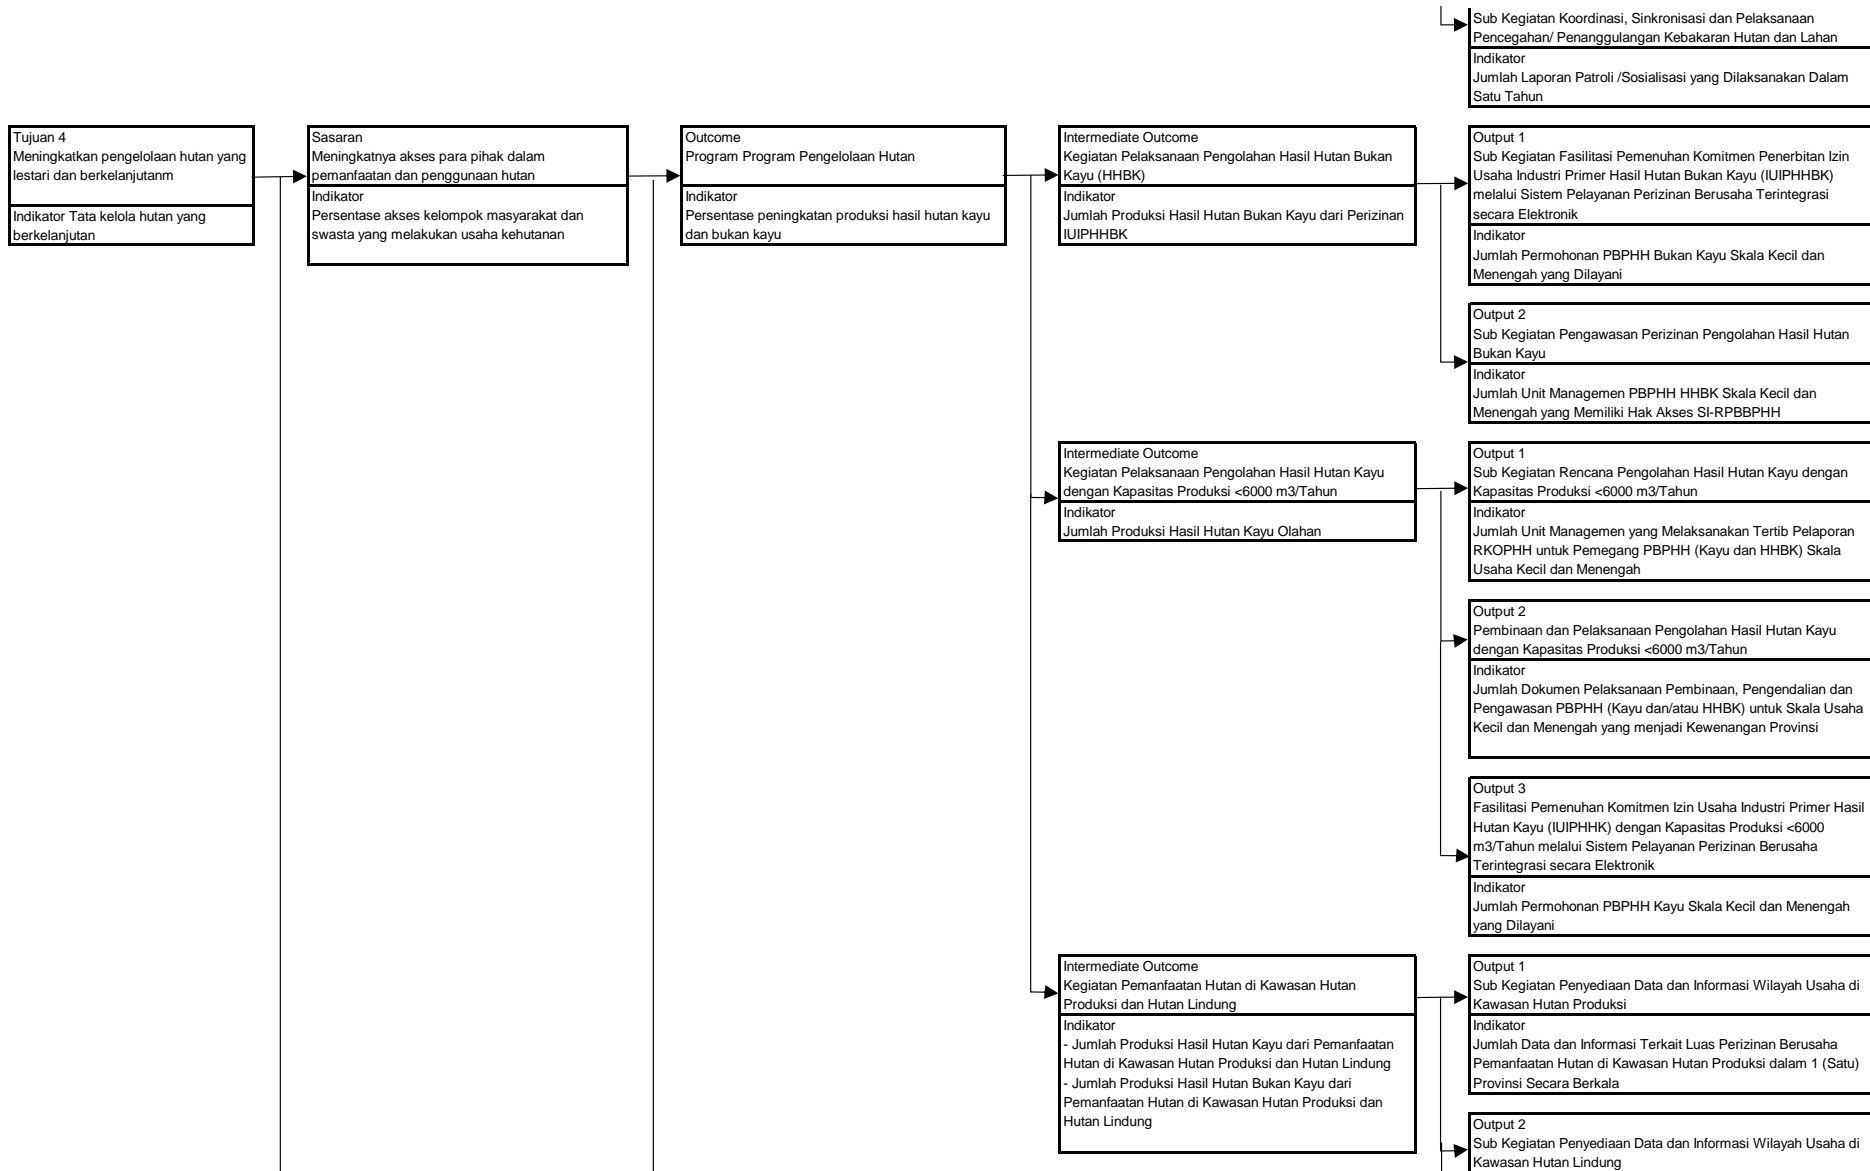 Sub Kegiatan Koordinasi, Sinkronisasi dan Pelaksanaan
Pencegahan/ Penanggulangan Kebakaran Hutan dan Lahan
Indikator
Jumlah Laporan Patroli /Sosialisasi yang Dilaksanakan Dalam
Satu Tahun
Tujuan 4
Meningkatkan pengelolaan hutan yang
lestari dan berkelanjutanm
Indikator Tata kelola hutan yang
berkelanjutan
Sasaran
Meningkatnya akses para pihak dalam
pemanfaatan dan penggunaan hutan
Indikator
Persentase akses kelompok masyarakat dan
swasta yang melakukan usaha kehutanan
Outcome
Program Program Pengelolaan Hutan
Indikator
Persentase peningkatan produksi hasil hutan kayu
dan bukan kayu
Intermediate Outcome
Kegiatan Pelaksanaan Pengolahan Hasil Hutan Bukan
Kayu (HHBK)
Indikator
Jumlah Produksi Hasil Hutan Bukan Kayu dari Perizinan
IUIPHHBK
Output 1
Sub Kegiatan Fasilitasi Pemenuhan Komitmen Penerbitan Izin
Usaha Industri Primer Hasil Hutan Bukan Kayu (IUIPHHBK)
melalui Sistem Pelayanan Perizinan Berusaha Terintegrasi
secara Elektronik
Indikator
Jumlah Permohonan PBPHH Bukan Kayu Skala Kecil dan
Menengah yang Dilayani
Output 2
Sub Kegiatan Pengawasan Perizinan Pengolahan Hasil Hutan
Bukan Kayu
Indikator
Jumlah Unit Managemen PBPHH HHBK Skala Kecil dan
Menengah yang Memiliki Hak Akses SI-RPBBPHH
Intermediate Outcome
Kegiatan Pelaksanaan Pengolahan Hasil Hutan Kayu
dengan Kapasitas Produksi <6000 m3/Tahun
Indikator
Jumlah Produksi Hasil Hutan Kayu Olahan
Output 1
Sub Kegiatan Rencana Pengolahan Hasil Hutan Kayu dengan
Kapasitas Produksi <6000 m3/Tahun
Indikator
Jumlah Unit Managemen yang Melaksanakan Tertib Pelaporan
RKOPHH untuk Pemegang PBPHH (Kayu dan HHBK) Skala
Usaha Kecil dan Menengah
Output 2
Pembinaan dan Pelaksanaan Pengolahan Hasil Hutan Kayu
dengan Kapasitas Produksi <6000 m3/Tahun
Indikator
Jumlah Dokumen Pelaksanaan Pembinaan, Pengendalian dan
Pengawasan PBPHH (Kayu dan/atau HHBK) untuk Skala Usaha
Kecil dan Menengah yang menjadi Kewenangan Provinsi
Output 3
Fasilitasi Pemenuhan Komitmen Izin Usaha Industri Primer Hasil
Hutan Kayu (IUIPHHK) dengan Kapasitas Produksi <6000
m3/Tahun melalui Sistem Pelayanan Perizinan Berusaha
Terintegrasi secara Elektronik
Indikator
Jumlah Permohonan PBPHH Kayu Skala Kecil dan Menengah
yang Dilayani
Intermediate Outcome
Kegiatan Pemanfaatan Hutan di Kawasan Hutan
Produksi dan Hutan Lindung
Indikator
- Jumlah Produksi Hasil Hutan Kayu dari Pemanfaatan
Hutan di Kawasan Hutan Produksi dan Hutan Lindung
- Jumlah Produksi Hasil Hutan Bukan Kayu dari
Pemanfaatan Hutan di Kawasan Hutan Produksi dan
Hutan Lindung
Output 1
Sub Kegiatan Penyediaan Data dan Informasi Wilayah Usaha di
Kawasan Hutan Produksi
Indikator
Jumlah Data dan Informasi Terkait Luas Perizinan Berusaha
Pemanfaatan Hutan di Kawasan Hutan Produksi dalam 1 (Satu)
Provinsi Secara Berkala
Output 2
Sub Kegiatan Penyediaan Data dan Informasi Wilayah Usaha di
Kawasan Hutan Lindung